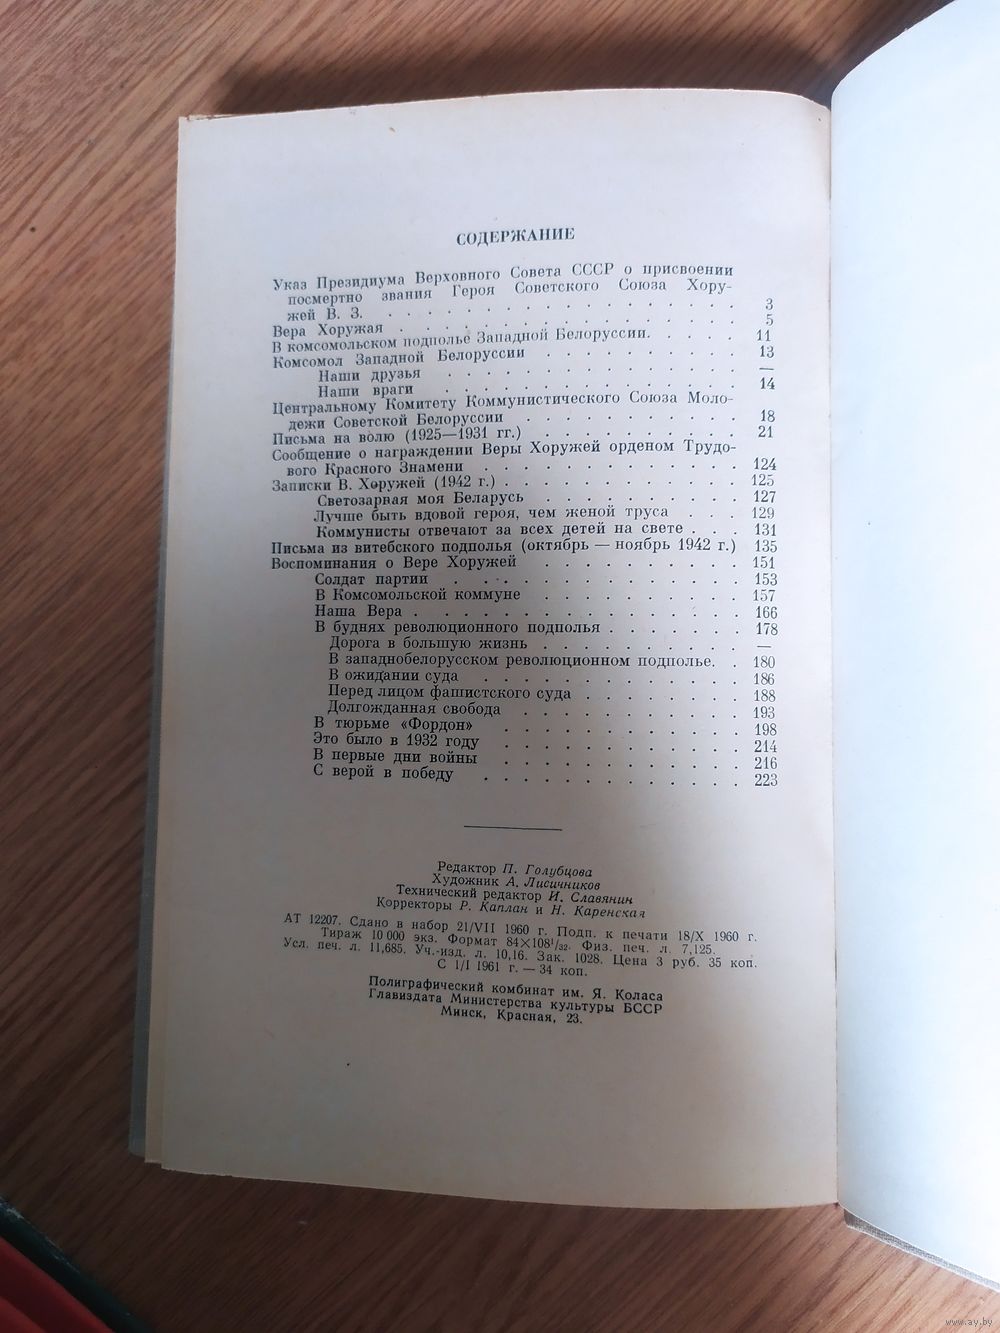 СОДЕРЖАНИЕ
Указ Президиума Верховного Совета СССР о присвоении
посмертно звания Героя Советского Союза Хору-
жей В. З. . . . . . . . . . . . . . . . 3
Вера Хоружая . . . . . . . . . . . . . . 5
В комсомольском подполье Западной Белоруссии. . . . . 11
Комсомол Западной Белоруссии . . . . . . . . . 13
Наши друзья . . . . . . . . . . . . —
Наши враги . . . . . . . . . . . . 14
Центральному Комитету Коммунистического Союза Моло-
дежи Советской Белоруссии . . . . . . . . . 18
Письма на волю (1925—1931 гг.) . . . . . . . . . 21
Сообщение о награждении Веры Хоружей орденом Трудо-
вого Красного Знамени . . . . . . . . . . . 124
Записки В. Хоружей (1942 г.) . . . . . . . . . . 125
Светозарная моя Беларусь . . . . . . . . . 127
Лучше быть вдовой героя, чем женой труса . . . 129
Коммунисты отвечают за всех детей на свете . . . 131
Письма из витебского подполья (октябрь — ноябрь 1942 г.) 135
Воспоминания о Вере Хоружей . . . . . . . . . 151
Солдат партии . . . . . . . . . . . . 153
В Комсомольской коммуне . . . . . . . . . 157
Наша Вера . . . . . . . . . . . . . . 166
В буднях революционного подполья . . . . . . . 178
Дорога в большую жизнь . . . . . . . . . —
В западнобелорусском революционном подполье. . 180
В ожидании суда . . . . . . . . . . . 186
Перед лицом фашистского суда . . . . . . . 188
Долгожданная свобода . . . . . . . . . . 193
В тюрьме «Фордон» . . . . . . . . . . . 198
Это было в 1932 году . . . . . . . . . . . 214
В первые дни войны . . . . . . . . . . . 216
С верой в победу . . . . . . . . . . . . 223
Редактор П. Голубцова
Художник А. Лисичников
Технический редактор И. Славянин
Корректоры Р. Каплан и Н. Каренская
АТ 12207. Сдано в набор 21/VII 1960 г. Подп. к печати 18/X 1960 г.
Тираж 10 000 экз. Формат 84×108¹/₃₂. Физ. печ. л. 7,125.
Усл. печ. л. 11,685. Уч.-изд. л. 10,16. Зак. 1028. Цена 3 руб. 35 коп.
С 1/I 1961 г. — 34 коп.
Полиграфический комбинат им. Я. Коласа
Главиздата Министерства культуры БССР
Минск, Красная, 23.
www.ay.by